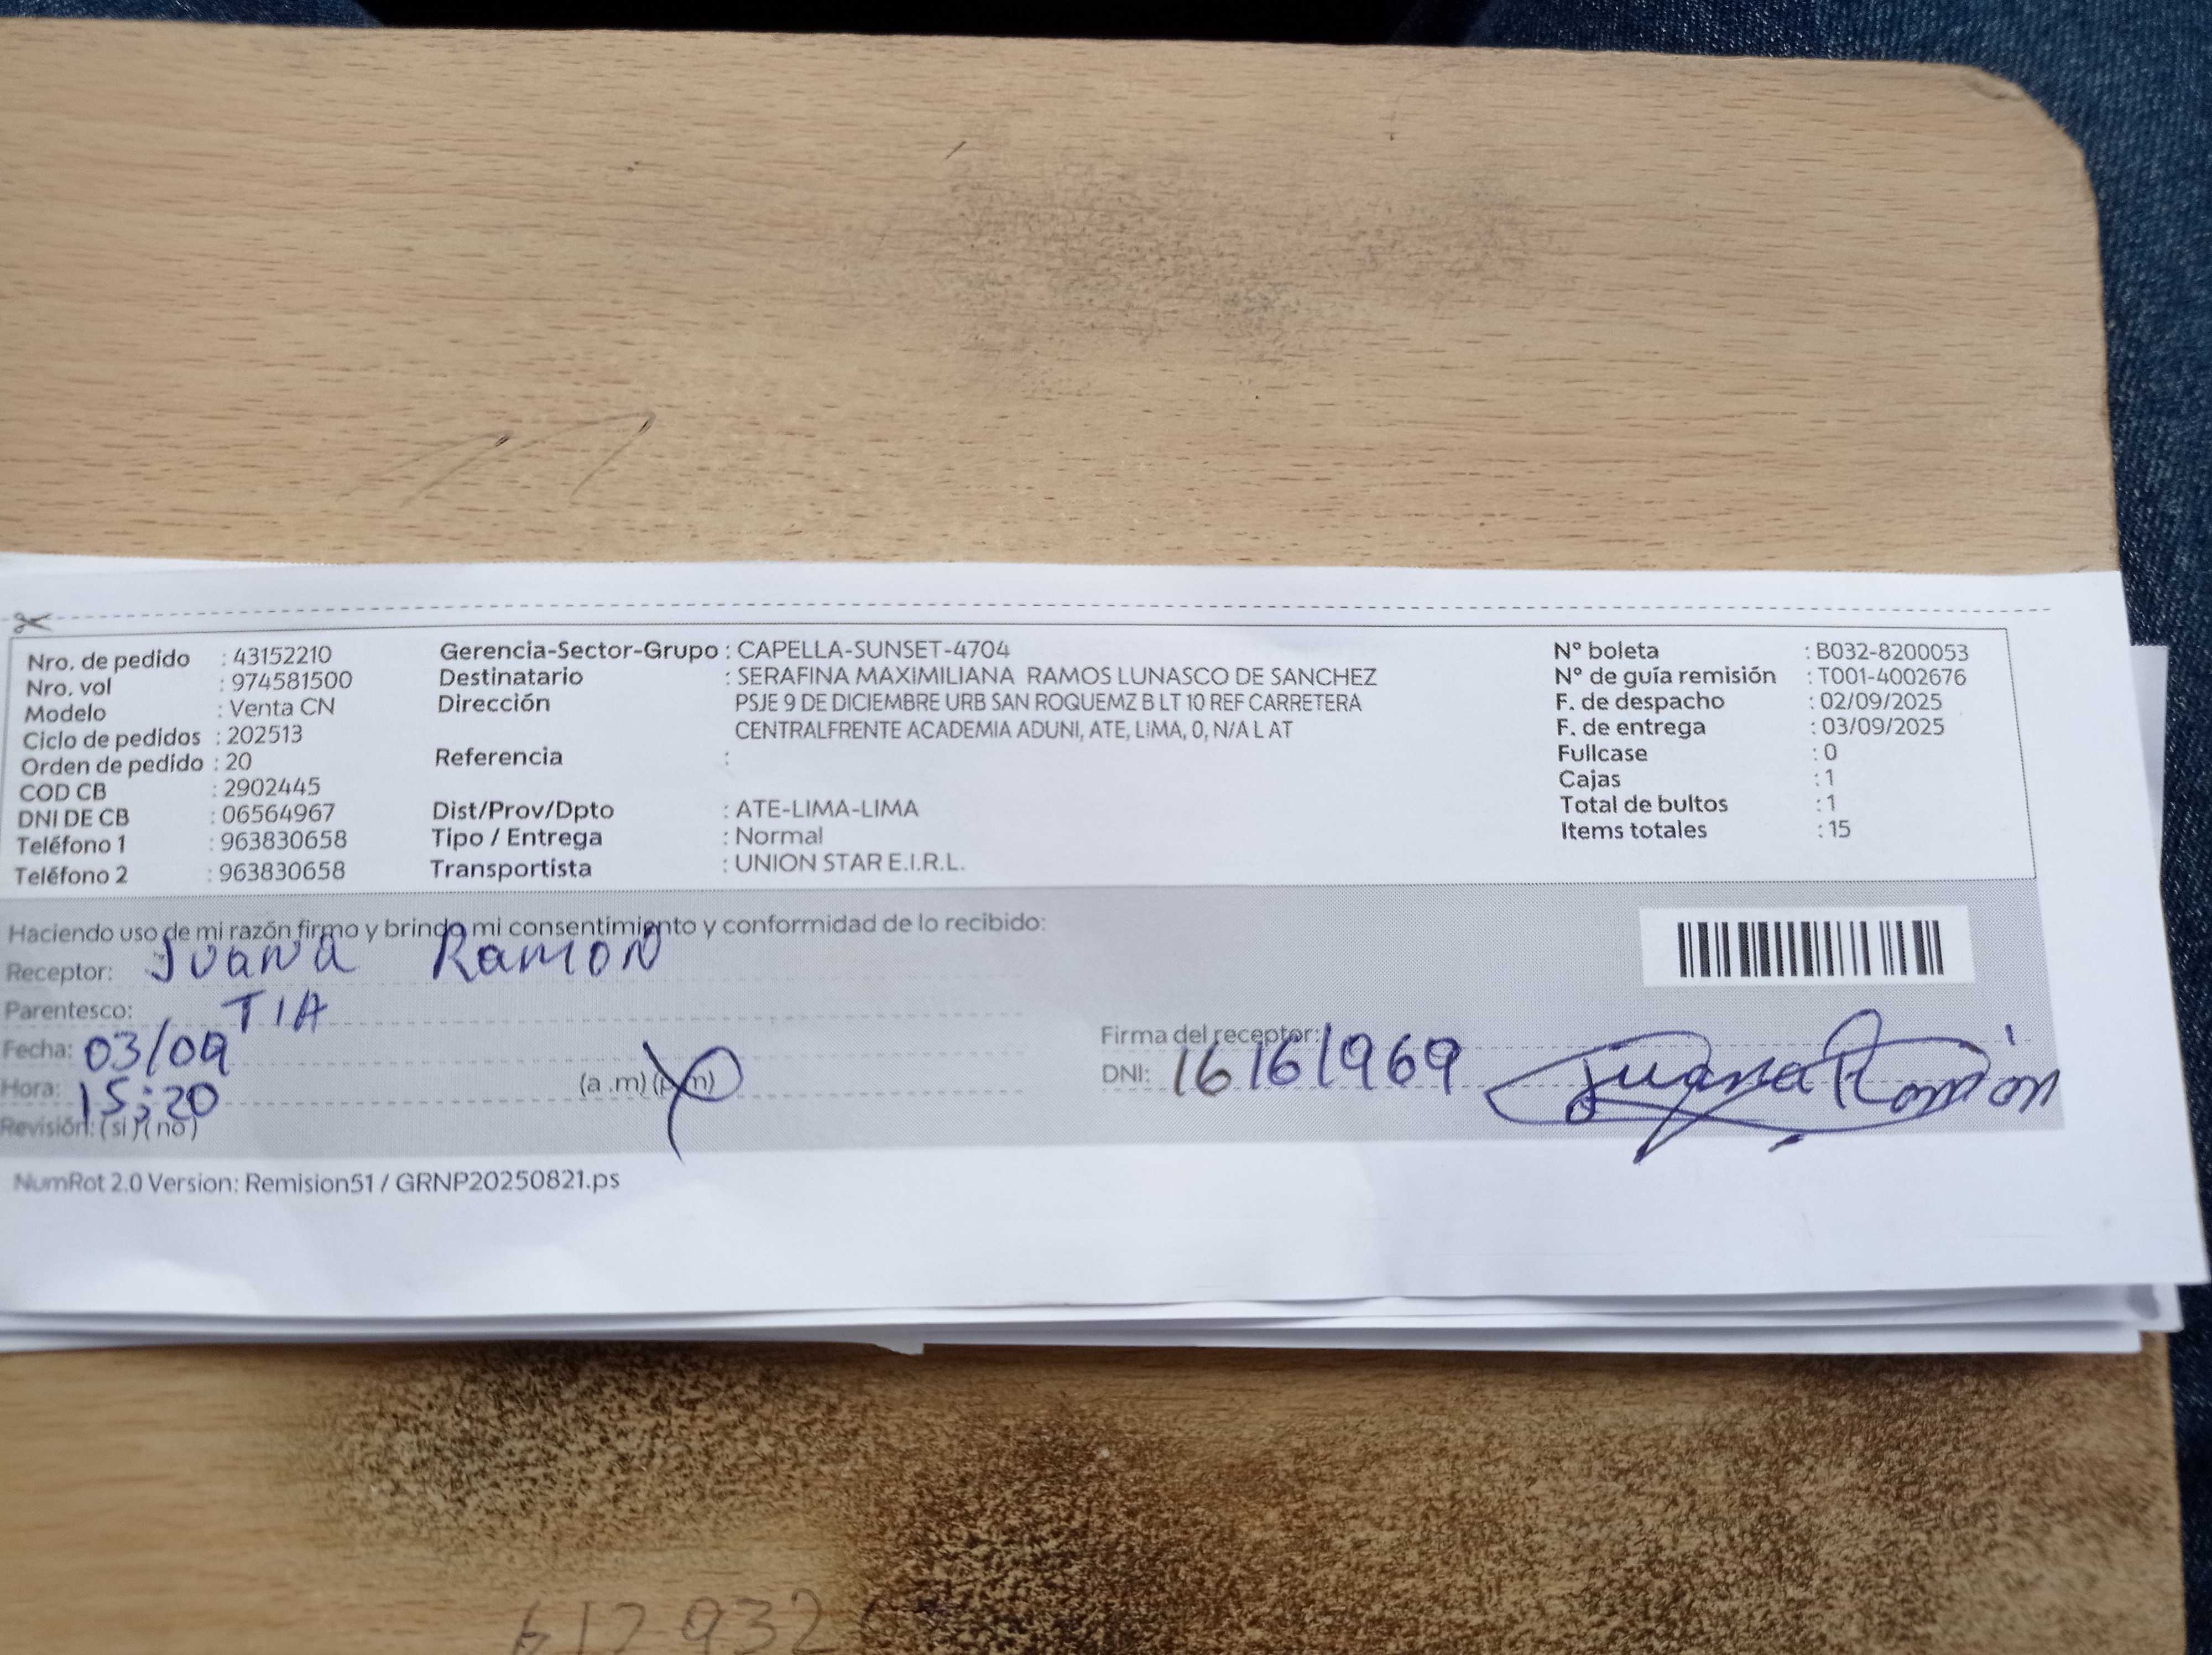 Nro. de pedido : 43152210
Nro. vol : 974581500
Modelo : Venta CN
Ciclo de pedidos : 202513
Orden de pedido : 20
COD CB : 2902445
DNI DE CB : 06564967
Teléfono 1 : 963830658
Teléfono 2 : 963830658
Gerencia-Sector-Grupo : CAPELLA-SUNSET-4704
Destinatario : SERAFINA MAXIMILIANA RAMOS LUNASCO DE SANCHEZ
Dirección PSJE 9 DE DICIEMBRE URB SAN ROQUEMZ B LT 10 REF CARRETERA
CENTRALFRENTE ACADEMIA ADUNI, ATE, LIMA, 0, N/A L AT
Referencia :
Dist/Prov/Dpto : ATE-LIMA-LIMA
Tipo / Entrega : Normal
Transportista : UNION STAR E.I.R.L.
N° boleta : B032-8200053
N° de guía remisión : T001-4002676
F. de despacho : 02/09/2025
F. de entrega : 03/09/2025
Fullcase : 0
Cajas : 1
Total de bultos : 1
Items totales : 15
Haciendo uso de mi razón firmo y brindo mi consentimiento y conformidad de lo recibido:
Receptor: Juana Ramon
Parentesco: TIA
Fecha: 03/09
Hora: 15:20 (a.m) (p.m)
Revisión: (si) (no)
Firma del receptor: Juana Ramon
DNI: 16161969
NumRot 2.0 Version: Remision51 / GRNP20250821.ps